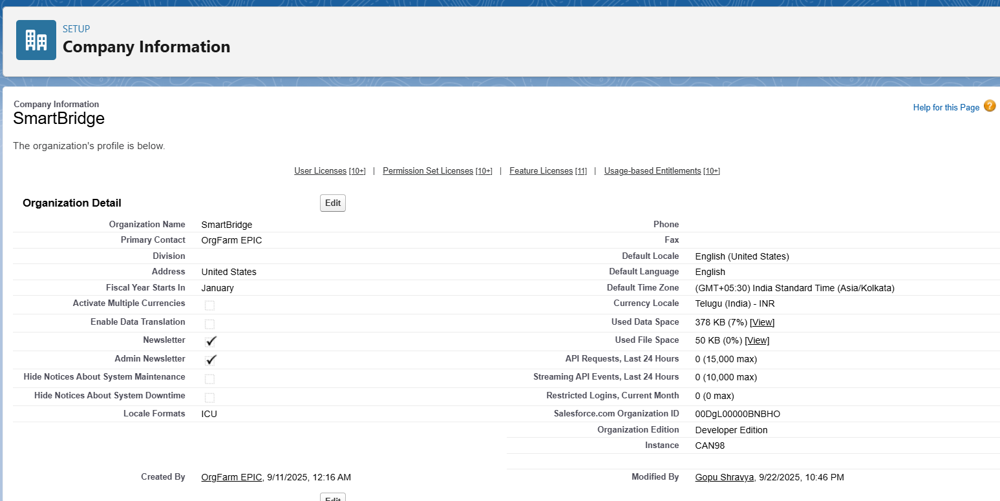 SETUP
Company Information
Company Information
SmartBridge
Help for this Page ?
The organization's profile is below.
User Licenses [10+] | Permission Set Licenses [10+] | Feature Licenses [11] | Usage-based Entitlements [10+]
Organization Detail Edit
Organization Name SmartBridge Phone
Primary Contact OrgFarm EPIC Fax
Division Default Locale English (United States)
Address United States Default Language English
Fiscal Year Starts In January Default Time Zone (GMT+05:30) India Standard Time (Asia/Kolkata)
Activate Multiple Currencies Currency Locale Telugu (India) - INR
Enable Data Translation Used Data Space 378 KB (7%) [View]
Newsletter Used File Space 50 KB (0%) [View]
Admin Newsletter API Requests, Last 24 Hours 0 (15,000 max)
Hide Notices About System Maintenance Streaming API Events, Last 24 Hours 0 (10,000 max)
Hide Notices About System Downtime Restricted Logins, Current Month 0 (0 max)
Locale Formats ICU Salesforce.com Organization ID 00DgL00000BNBHO
Organization Edition Developer Edition
Instance CAN98
Created By OrgFarm EPIC, 9/11/2025, 12:16 AM Modified By Gopu Shravya, 9/22/2025, 10:46 PM
Edit